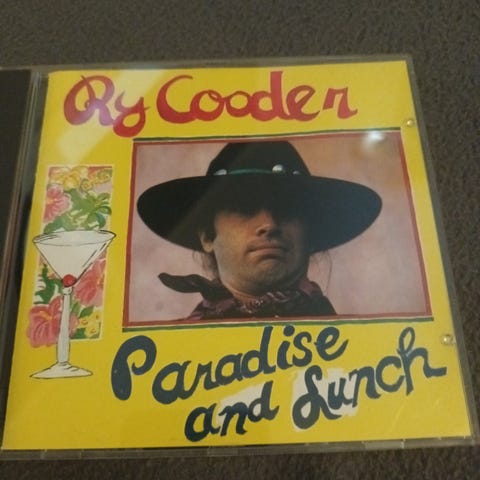 Ry Cooder
Paradise
and Lunch